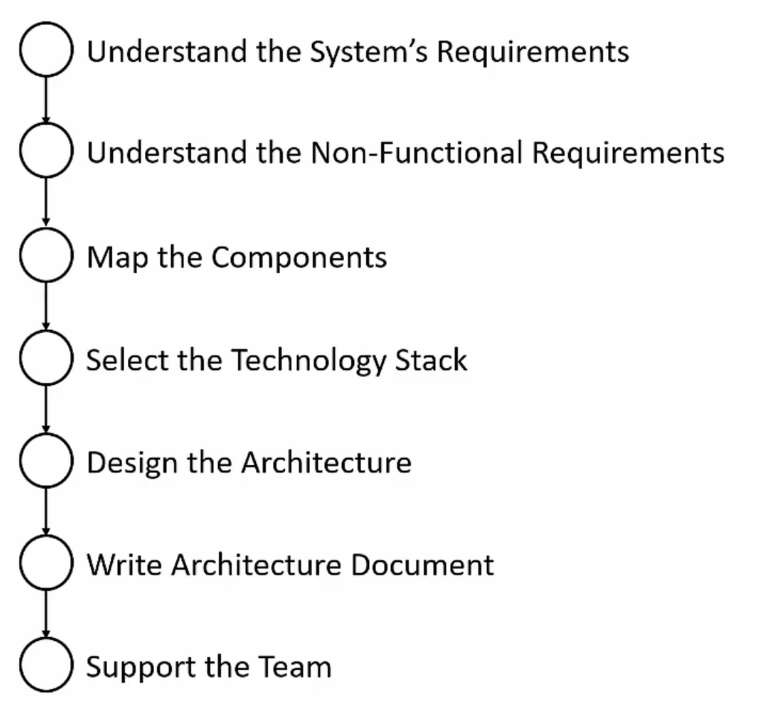 Understand the System’s Requirements
Understand the Non-Functional Requirements
Map the Components
Select the Technology Stack
Design the Architecture
Write Architecture Document
Support the Team